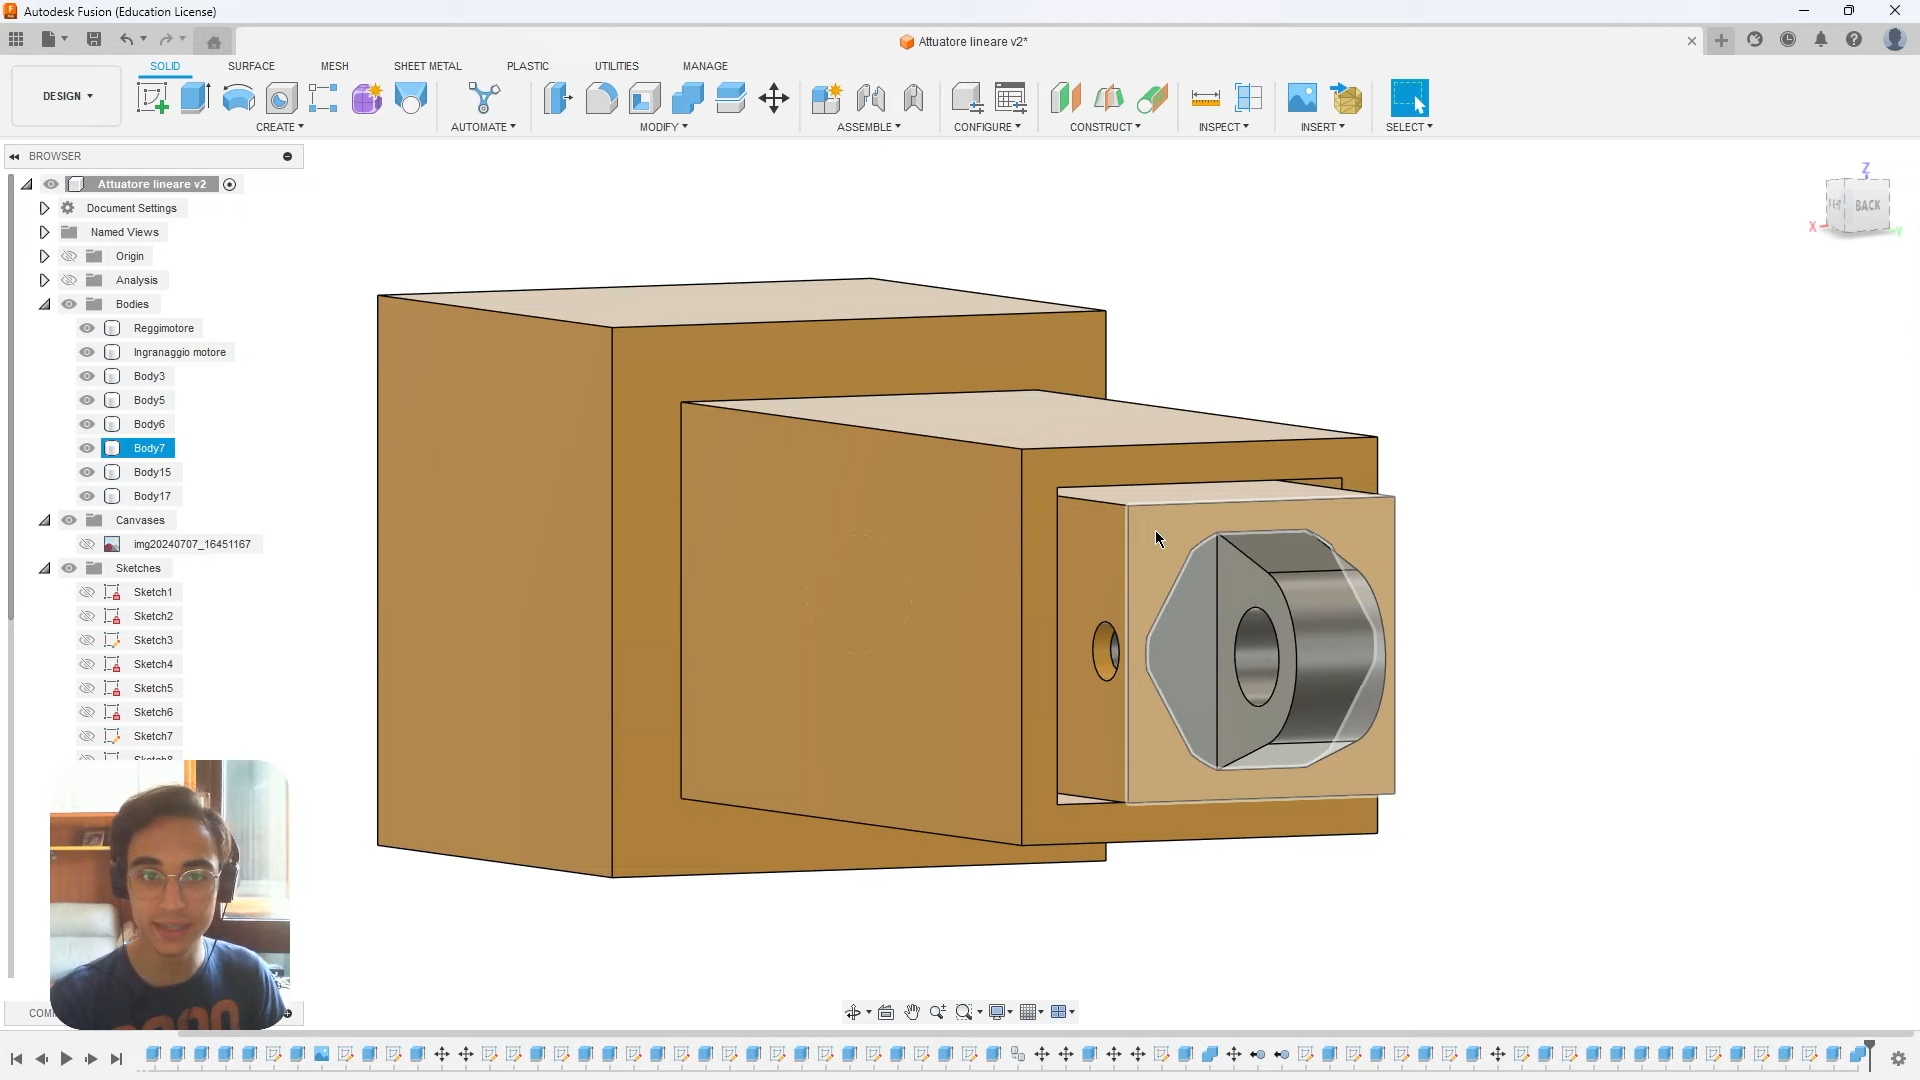 Autodesk Fusion (Education License)
Attuatore lineare v2*
DESIGN
SOLID
SURFACE
MESH
SHEET METAL
PLASTIC
UTILITIES
MANAGE
CREATE
AUTOMATE
MODIFY
ASSEMBLE
CONFIGURE
CONSTRUCT
INSPECT
INSERT
SELECT
BROWSER
Attuatore lineare v2
Document Settings
Named Views
Origin
Analysis
Bodies
Reggimotore
Ingranaggio motore
Body3
Body5
Body6
Body7
Body15
Body17
Canvases
img20240707_16451167
Sketches
Sketch1
Sketch2
Sketch3
Sketch4
Sketch5
Sketch6
Sketch7
Z
BACK
X
Y